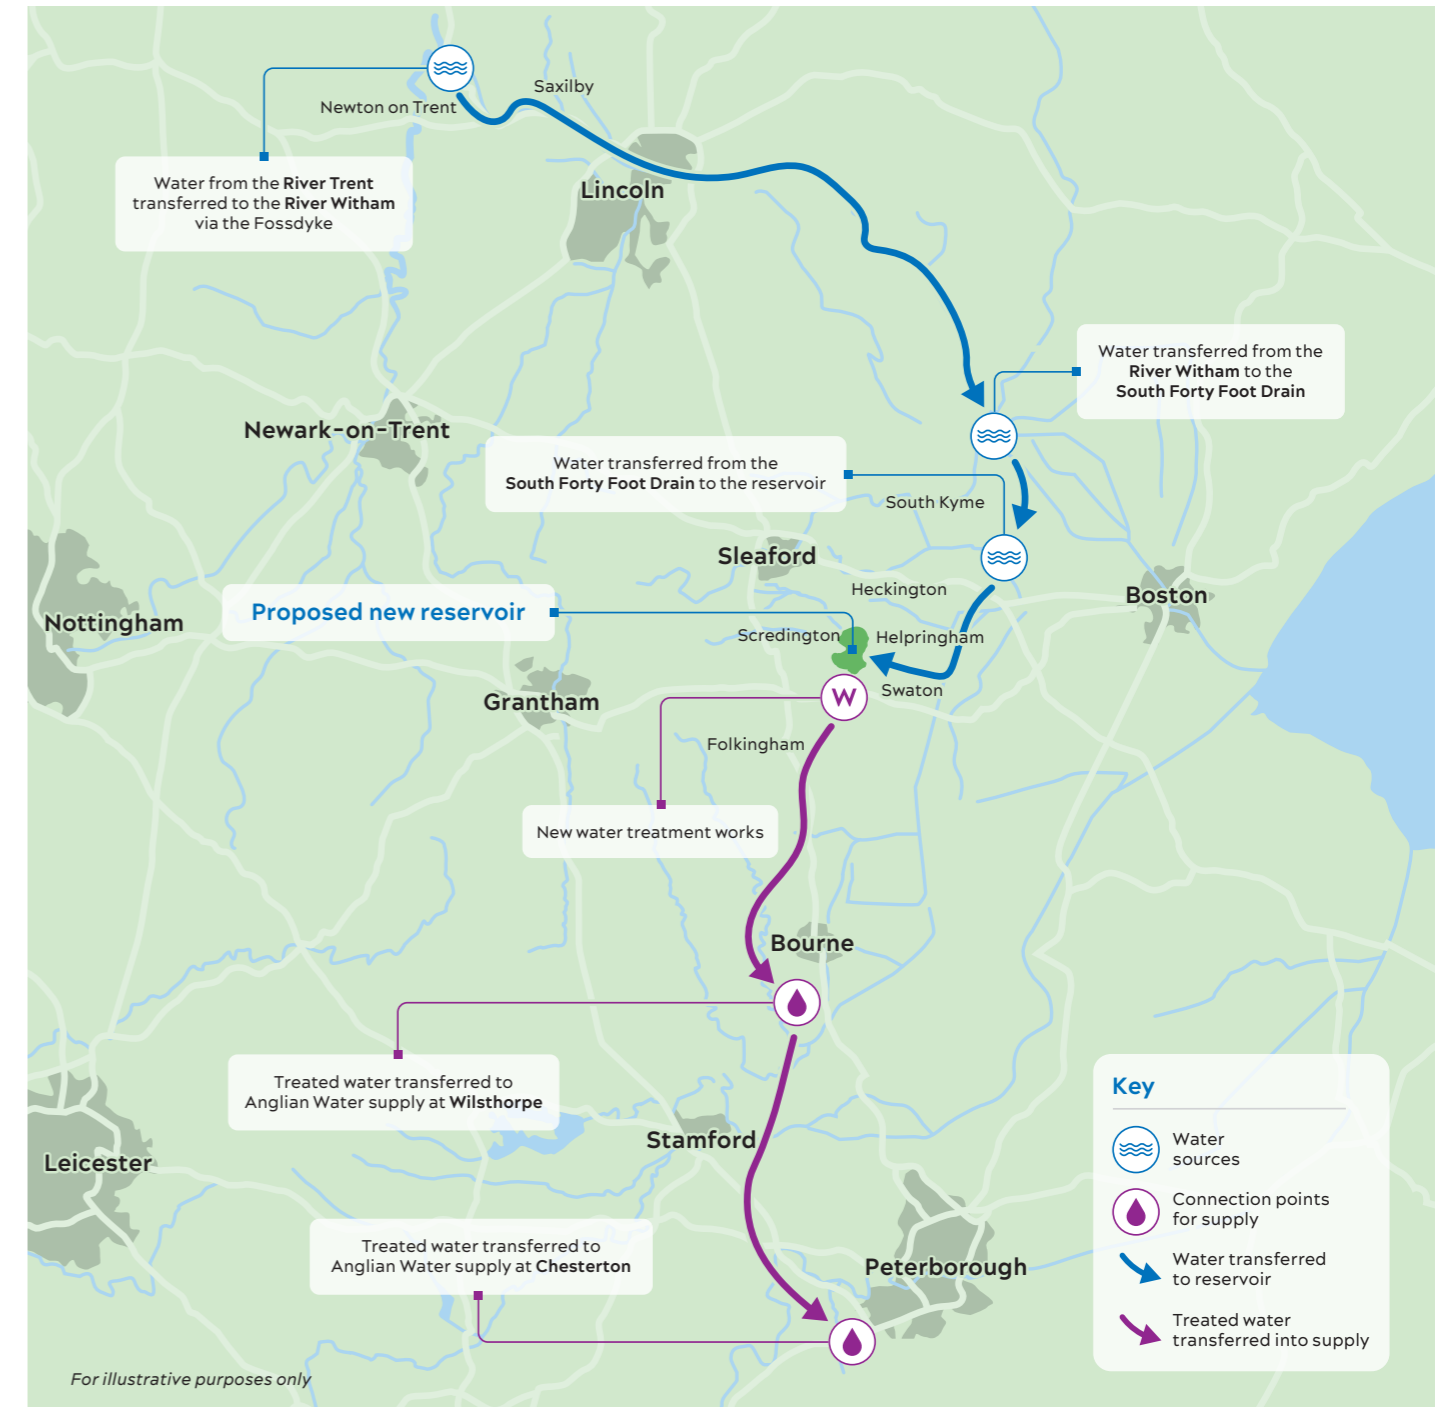 Saxilby
Newton on Trent
Water from the River Trent
transferred to the River Witham
via the Fossdyke
Lincoln
Water transferred from the
River Witham to the
South Forty Foot Drain
Newark-on-Trent
Water transferred from the
South Forty Foot Drain to the reservoir
South Kyme
Sleaford
Heckington
Boston
Proposed new reservoir
Nottingham
Scredington
Helpringham
Swaton
Grantham
W
Folkingham
New water treatment works
Bourne
Treated water transferred to
Anglian Water supply at Wilsthorpe
Stamford
Leicester
Treated water transferred to
Anglian Water supply at Chesterton
Peterborough
Key
Water
sources
Connection points
for supply
Water transferred
to reservoir
Treated water
transferred into supply
For illustrative purposes only